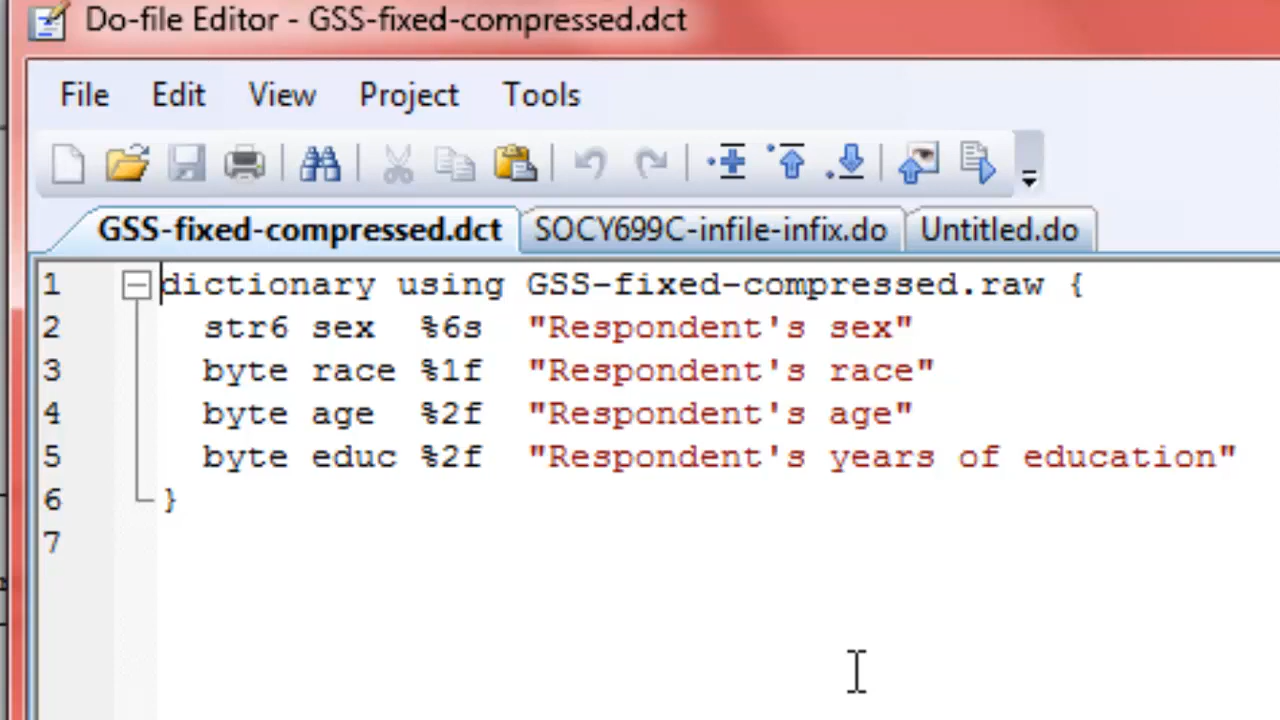 Do-file Editor - GSS-fixed-compressed.dct
File Edit View Project Tools
GSS-fixed-compressed.dct SOCY699C-infile-infix.do Untitled.do
1 dictionary using GSS-fixed-compressed.raw {
2 str6 sex %6s "Respondent's sex"
3 byte race %1f "Respondent's race"
4 byte age %2f "Respondent's age"
5 byte educ %2f "Respondent's years of education"
6 }
7